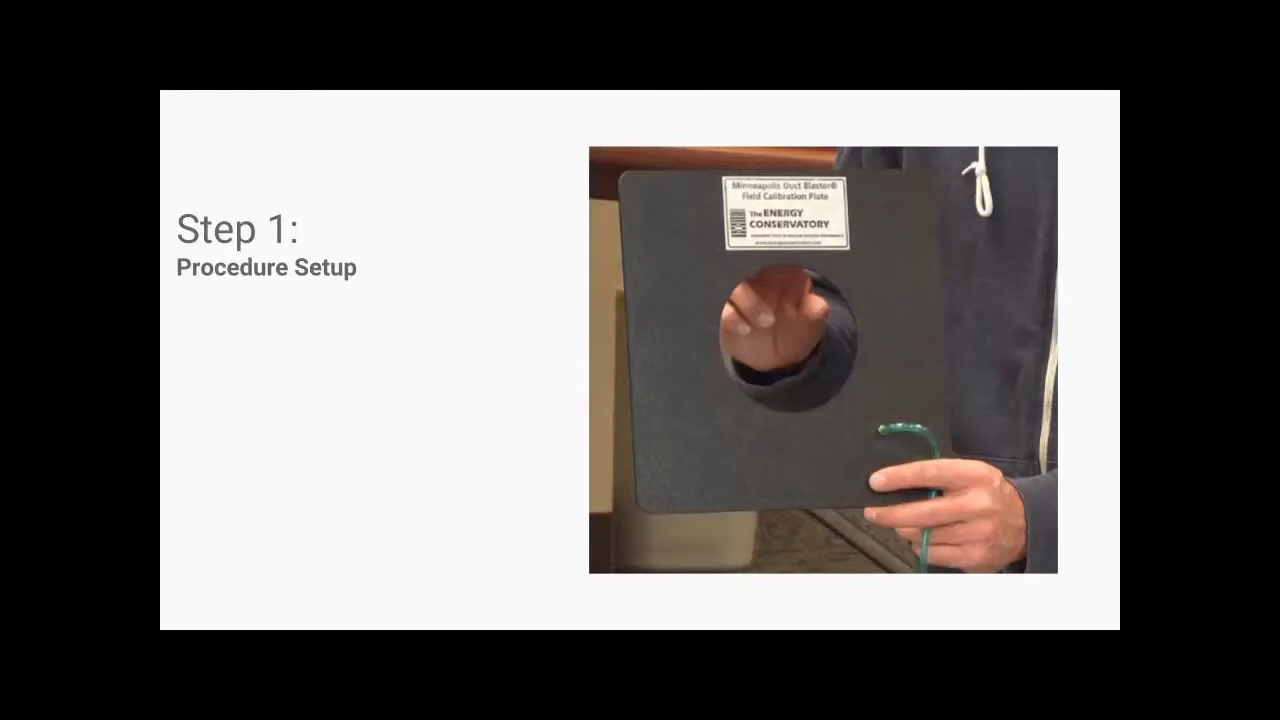 Step 1:
Procedure Setup
Minneapolis Duct Blaster®
Field Calibration Plate
The ENERGY
CONSERVATORY